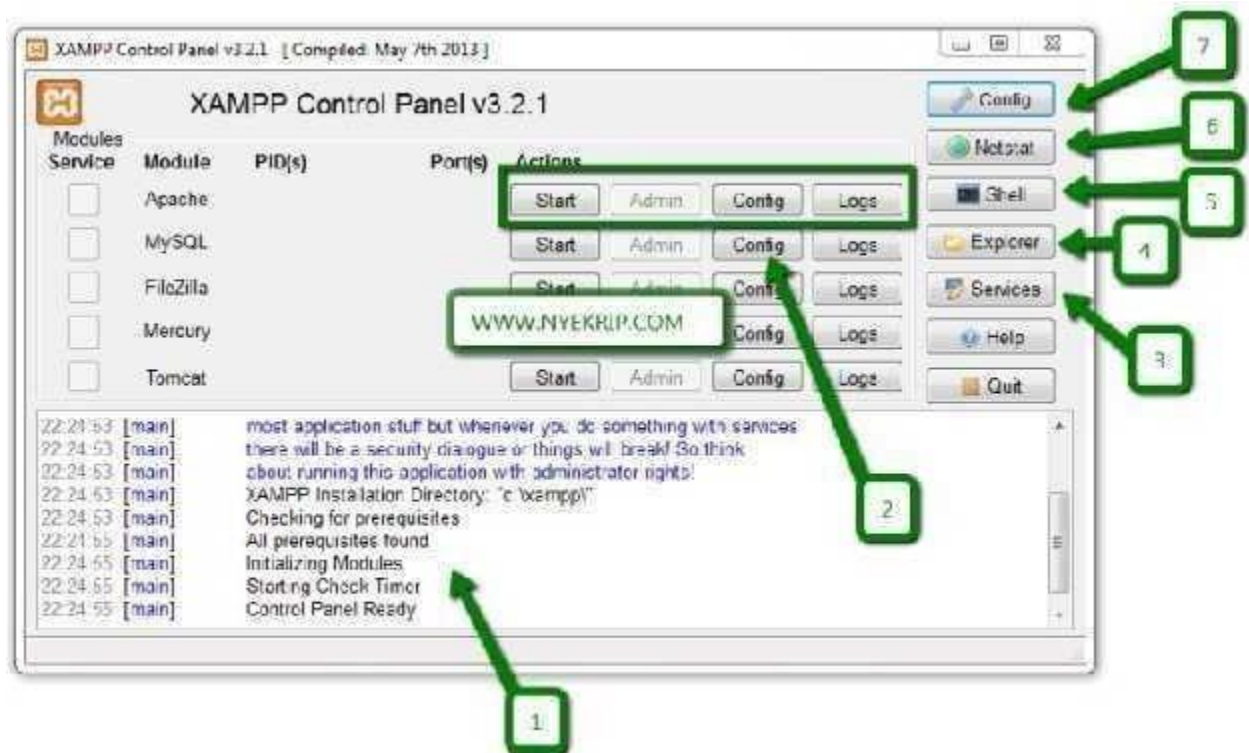 XAMPP Control Panel v3.2.1 [ Compiled: May 7th 2013 ]
7
XAMPP Control Panel v3.2.1
Config
6
Modules
Service Module PID(s) Port(s) Actions
Netstat
Apache Start Admin Config Logs
Shell
5
MySQL Start Admin Config Logs
Explorer
4
FileZilla Start Admin Config Logs
Services
WWW.NYEKRIP.COM
Mercury Config Logs
Help
3
Tomcat Start Admin Config Logs
Quit
22:24:53 [main] most application stuff but whenever you do something with services
22:24:53 [main] there will be a security dialogue or things will break! So think
22:24:53 [main] about running this application with administrator rights!
22:24:53 [main] XAMPP Installation Directory: "c:\xampp\"
22:24:53 [main] Checking for prerequisites
22:24:55 [main] All prerequisites found
22:24:55 [main] Initializing Modules
22:24:55 [main] Starting Check Timer
22:24:55 [main] Control Panel Ready
2
1